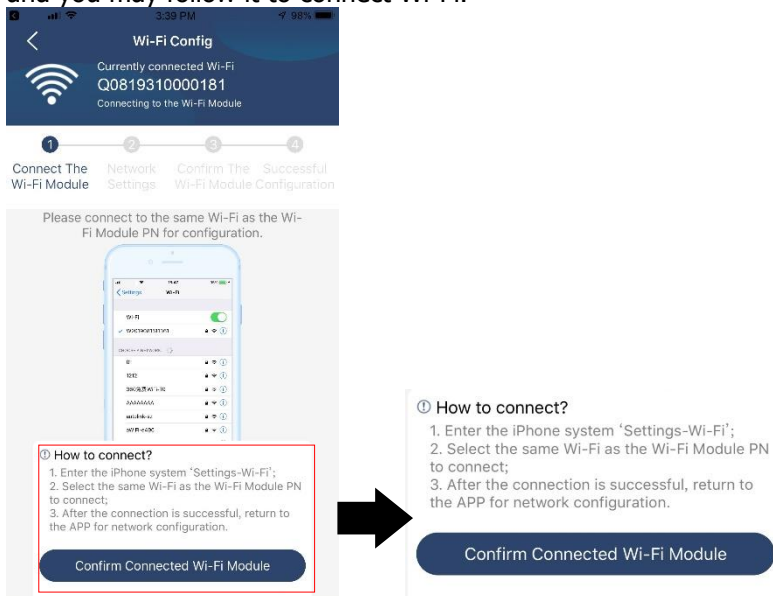 and you may follow it to connect Wi-Fi.
3:39 PM 98%
Wi-Fi Config
Currently connected Wi-Fi
Q0819310000181
Connecting to the Wi-Fi Module
1 2 3 4
Connect The Network Confirm The Successful
Wi-Fi Module Settings Wi-Fi Module Configuration
Please connect to the same Wi-Fi as the Wi-
Fi Module PN for configuration.
Settings Wi-Fi
Wi-Fi
1212
① How to connect?
1. Enter the iPhone system ‘Settings-Wi-Fi’;
2. Select the same Wi-Fi as the Wi-Fi Module PN
to connect;
3. After the connection is successful, return to
the APP for network configuration.
Confirm Connected Wi-Fi Module
① How to connect?
1. Enter the iPhone system ‘Settings-Wi-Fi’;
2. Select the same Wi-Fi as the Wi-Fi Module PN
to connect;
3. After the connection is successful, return to
the APP for network configuration.
Confirm Connected Wi-Fi Module